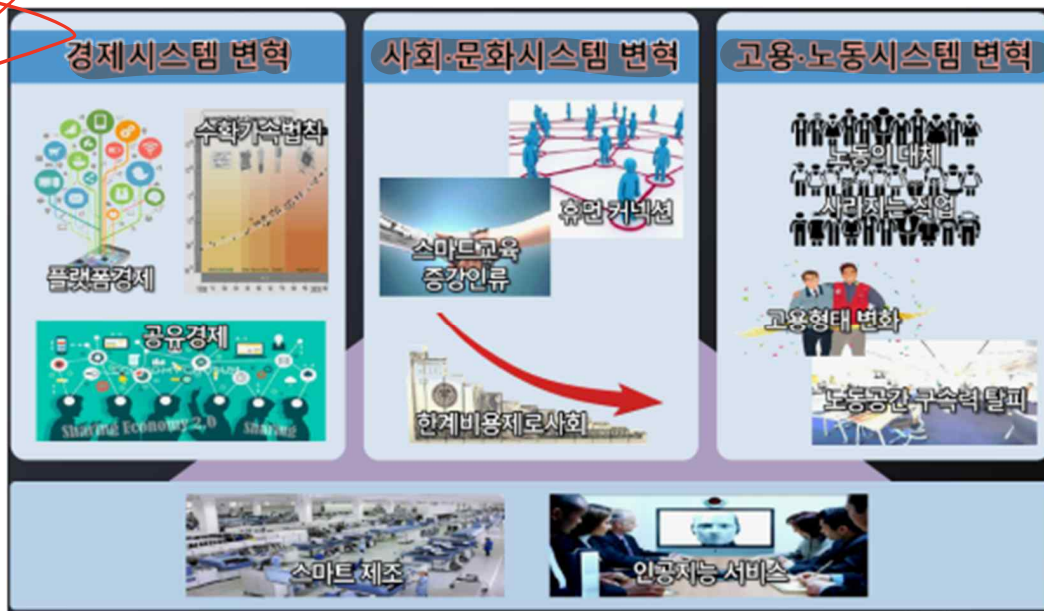 경제시스템 변혁
수확가속법칙
플랫폼경제
공유경제
Sharing Economy 2.0 Sharing
사회·문화시스템 변혁
휴먼 커넥션
스마트교육
증강인류
한계비용제로사회
고용·노동시스템 변혁
노동의 대체
사라지는 직업
고용형태 변화
노동공간 구속력 탈피
스마트 제조
인공지능 서비스